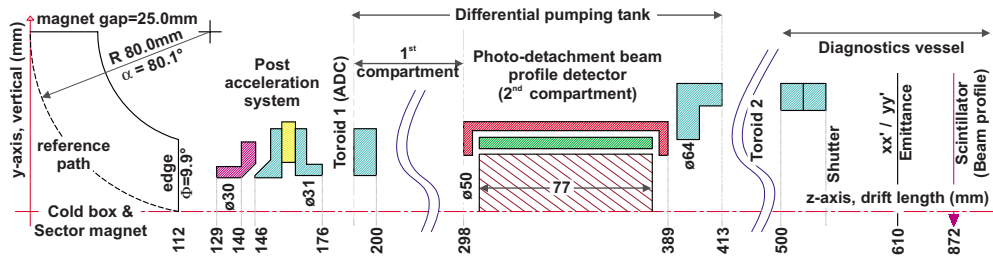 magnet gap=25.0mm
Differential pumping tank
R 80.0mm
α = 80.1°
1st
compartment
Post
acceleration
system
Photo-detachment beam
profile detector
(2nd compartment)
Diagnostics vessel
y-axis, vertical (mm)
reference
path
edge
Φ=9.9°
ø30
ø31
Toroid 1 (ADC)
ø50
77
ø64
Toroid 2
Shutter
xx' / yy'
Emittance
Scintillator
(Beam profile)
z-axis, drift length (mm)
Cold box &
Sector magnet
112
129
140
146
176
200
298
389
413
500
610
872